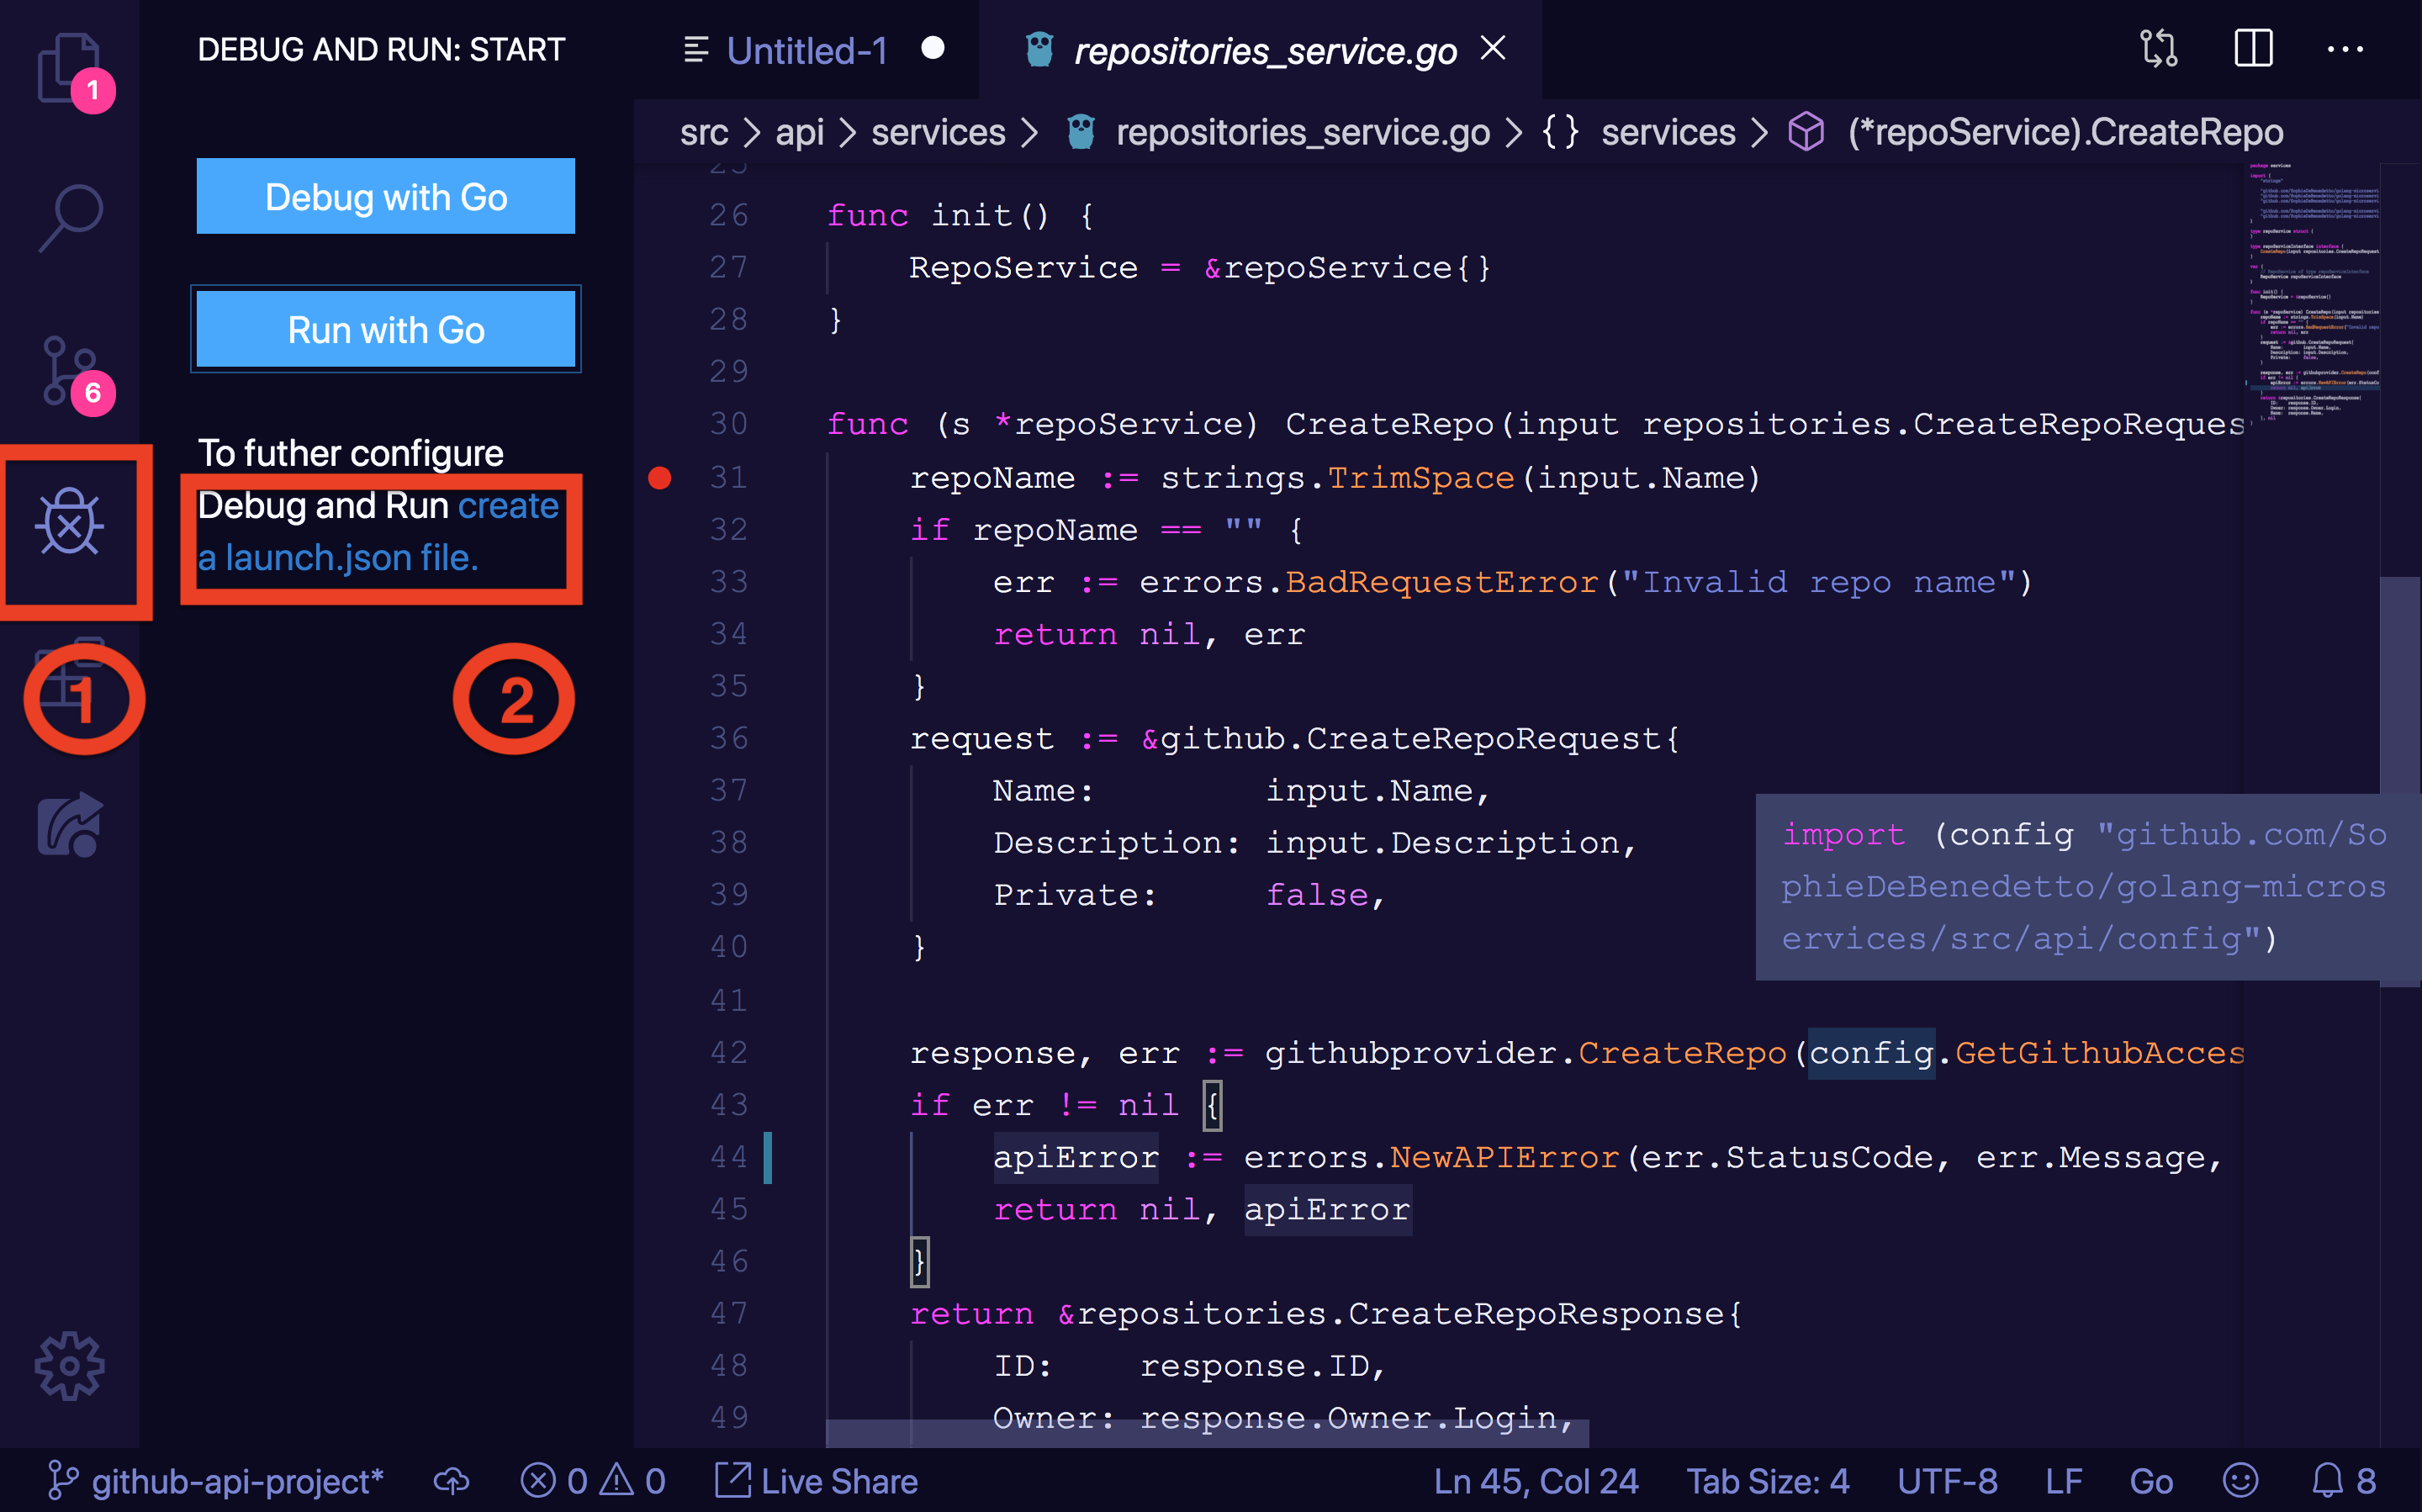 DEBUG AND RUN: START
Untitled-1
repositories_service.go
src > api > services > repositories_service.go > {} services > (*repoService).CreateRepo
1
6
Debug with Go
Run with Go
To futher configure
Debug and Run create
a launch.json file.
1
2
25
26 func init() {
27 RepoService = &repoService{}
28 }
29
30 func (s *repoService) CreateRepo(input repositories.CreateRepoReques
31 repoName := strings.TrimSpace(input.Name)
32 if repoName == "" {
33 err := errors.BadRequestError("Invalid repo name")
34 return nil, err
35 }
36 request := &github.CreateRepoRequest{
37 Name: input.Name,
38 Description: input.Description,
39 Private: false,
40 }
41
42 response, err := githubprovider.CreateRepo(config.GetGithubAcces
43 if err != nil {
44 apiError := errors.NewAPIError(err.StatusCode, err.Message,
45 return nil, apiError
46 }
47 return &repositories.CreateRepoResponse{
48 ID: response.ID,
49 Owner: response.Owner.Login,
import (config "github.com/So
phieDeBenedetto/golang-micros
ervices/src/api/config")
github-api-project* 0 0 Live Share Ln 45, Col 24 Tab Size: 4 UTF-8 LF Go 8